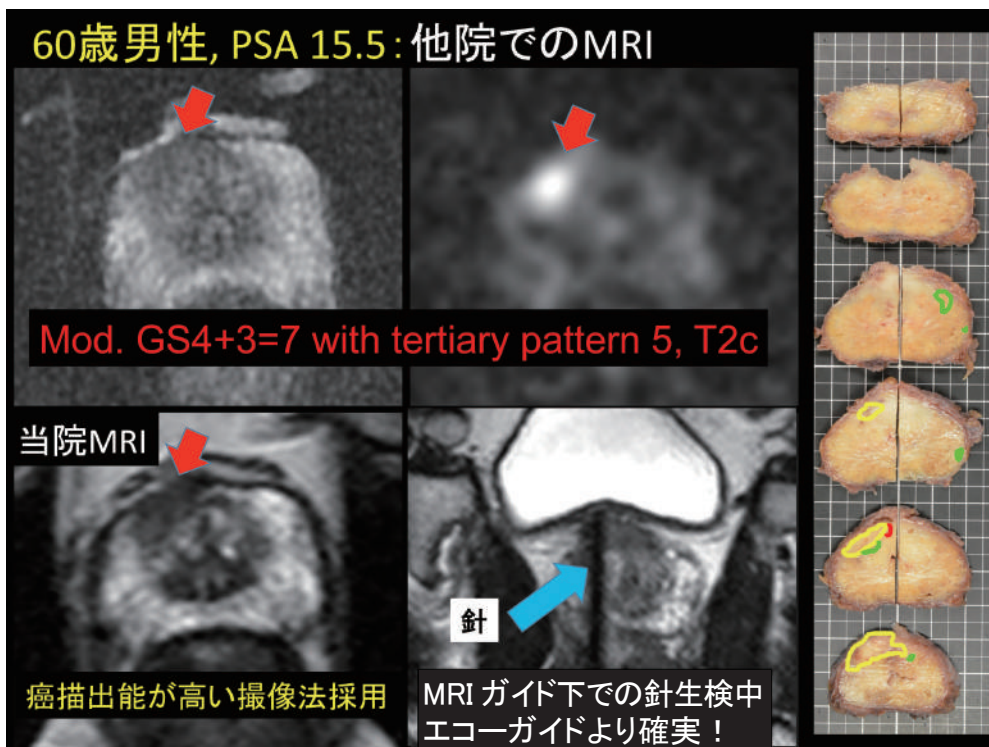 60歳男性, PSA 15.5：他院でのMRI
Mod. GS4+3=7 with tertiary pattern 5, T2c
当院MRI
針
癌描出能が高い撮像法採用
MRI ガイド下での針生検中
エコーガイドより確実！